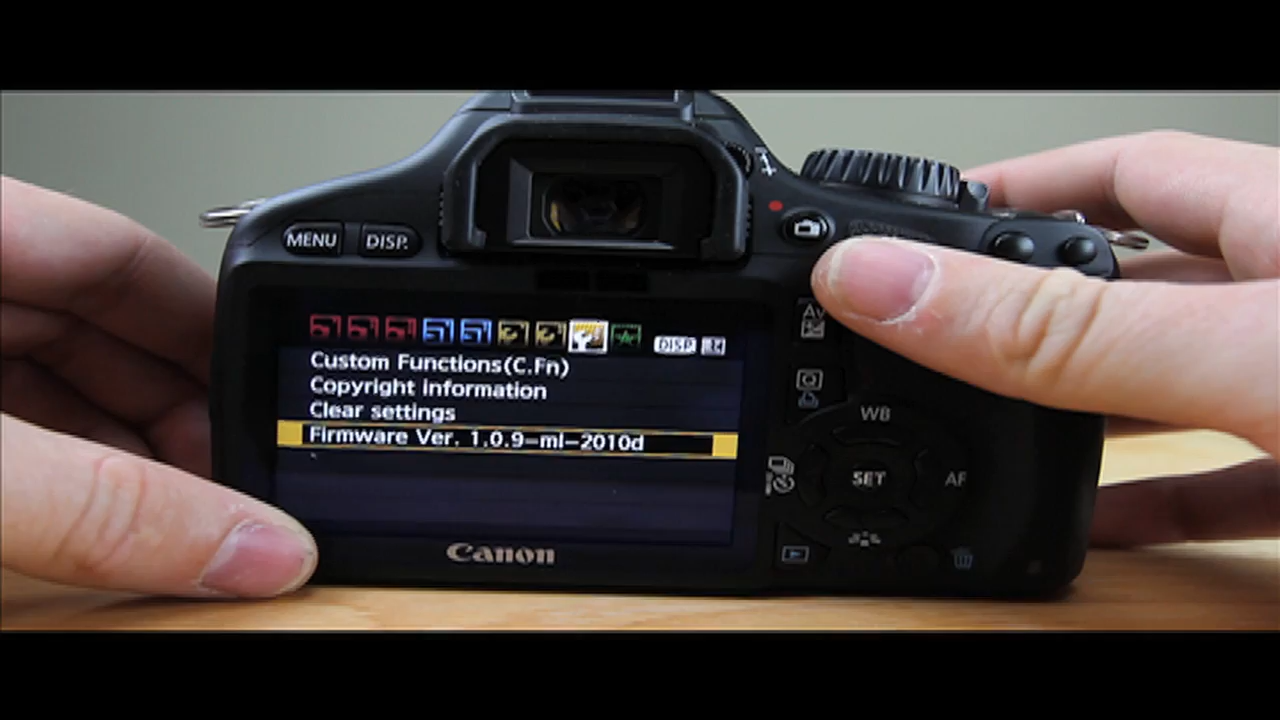 MENU DISP.
DISP.
Custom Functions(C.Fn)
Copyright information
Clear settings
Firmware Ver. 1.0.9-ml-2010d
Canon
Av
Q
WB
SET
AF